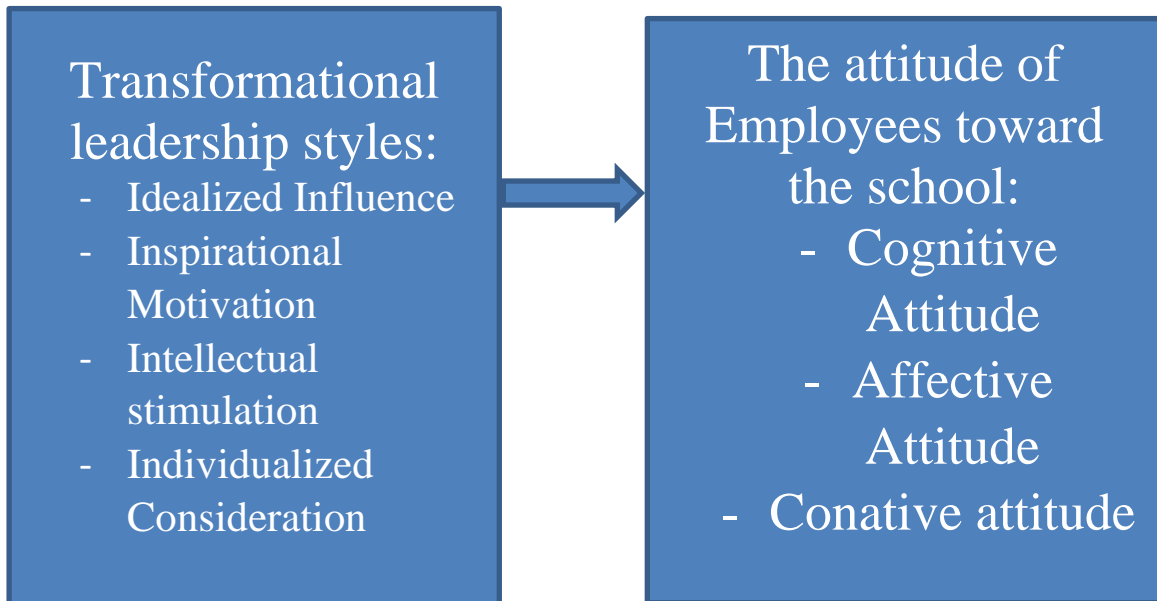 Transformational
leadership styles:
- Idealized Influence
- Inspirational
Motivation
- Intellectual
stimulation
- Individualized
Consideration
The attitude of
Employees toward
the school:
- Cognitive
Attitude
- Affective
Attitude
- Conative attitude